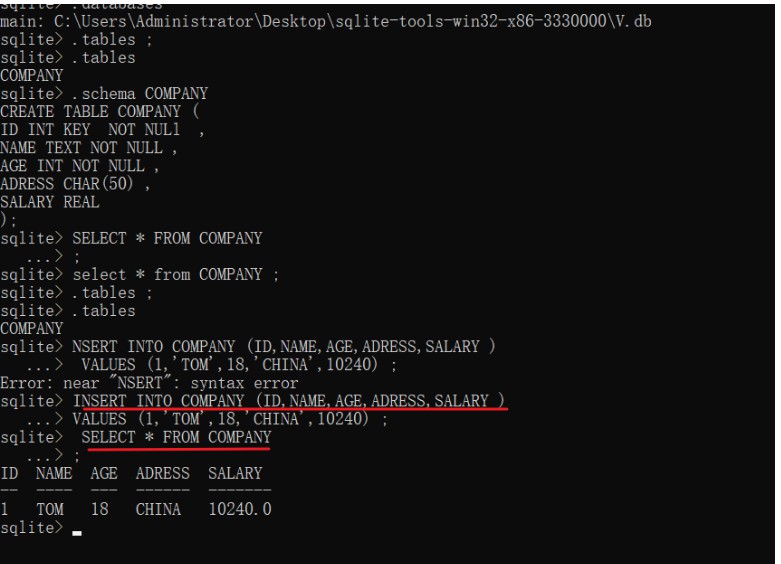 sqlite> .databases
main: C:\Users\Administrator\Desktop\sqlite-tools-win32-x86-3330000\V.db
sqlite> .tables ;
sqlite> .tables
COMPANY
sqlite> .schema COMPANY
CREATE TABLE COMPANY (
ID INT KEY  NOT NUL1  ,
NAME TEXT NOT NULL ,
AGE INT NOT NULL ,
ADRESS CHAR(50) ,
SALARY REAL
);
sqlite> SELECT * FROM COMPANY
   ...> ;
sqlite> select * from COMPANY ;
sqlite> .tables ;
sqlite> .tables
COMPANY
sqlite> NSERT INTO COMPANY (ID,NAME,AGE,ADRESS,SALARY )
   ...>  VALUES (1,'TOM',18,'CHINA',10240) ;
Error: near "NSERT": syntax error
sqlite> INSERT INTO COMPANY (ID,NAME,AGE,ADRESS,SALARY )
   ...> VALUES (1,'TOM',18,'CHINA',10240) ;
sqlite>  SELECT * FROM COMPANY
   ...> ;
ID  NAME  AGE  ADRESS  SALARY
--  ----  ---  ------  -------
1   TOM   18   CHINA   10240.0
sqlite>